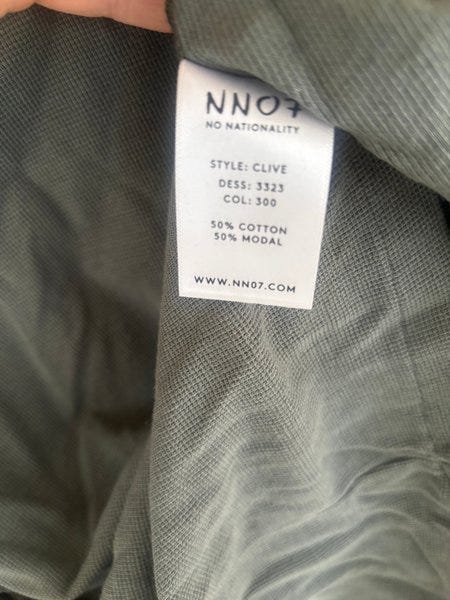 NN07
NO NATIONALITY
STYLE: CLIVE
DESS: 3323
COL: 300
50% COTTON
50% MODAL
WWW.NN07.COM